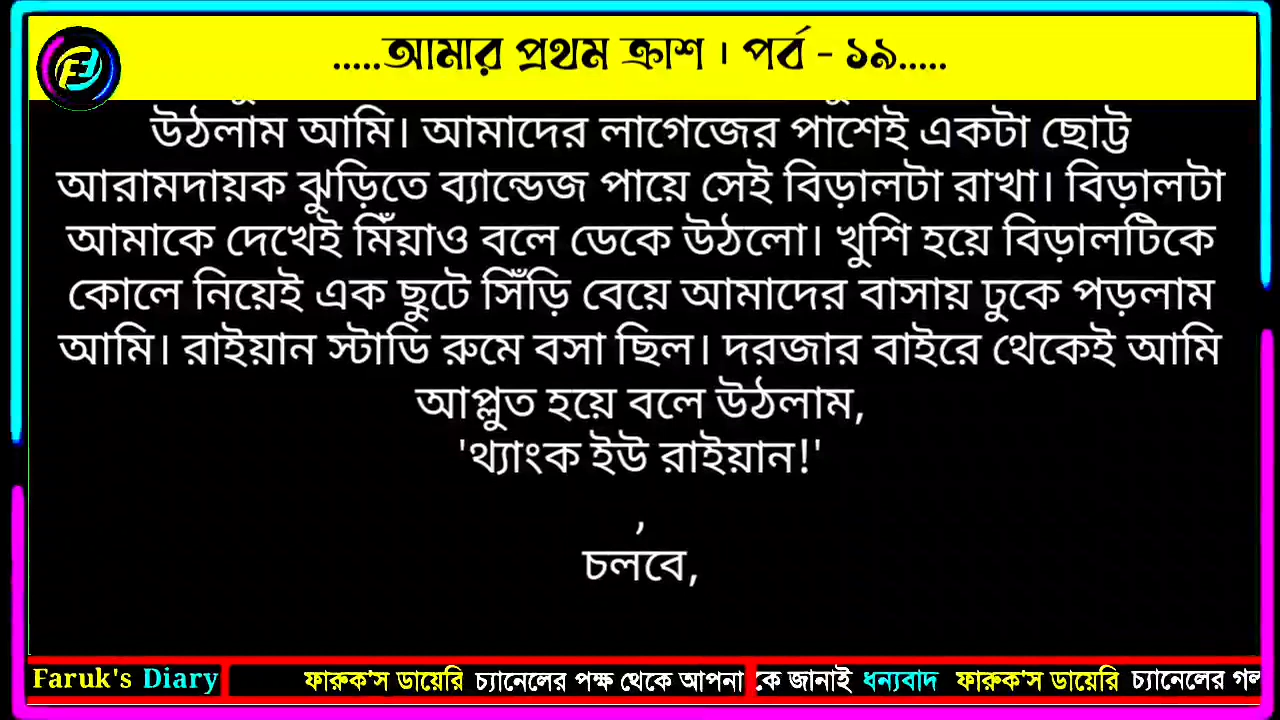 .....আমার প্রথম ক্রাশ । পর্ব - ১৯.....
উঠলাম আমি। আমাদের লাগেজের পাশেই একটা ছোট্ট
আরামদায়ক ঝুড়িতে ব্যান্ডেজ পায়ে সেই বিড়ালটা রাখা। বিড়ালটা
আমাকে দেখেই মিঁয়াও বলে ডেকে উঠলো। খুশি হয়ে বিড়ালটিকে
কোলে নিয়েই এক ছুটে সিঁড়ি বেয়ে আমাদের বাসায় ঢুকে পড়লাম
আমি। রাইয়ান স্টাডি রুমে বসা ছিল। দরজার বাইরে থেকেই আমি
আপ্লুত হয়ে বলে উঠলাম,
'থ্যাংক ইউ রাইয়ান!'
,
চলবে,
Faruk's Diary ফারুক'স ডায়েরি চ্যানেলের পক্ষ থেকে আপনা কে জানাই ধন্যবাদ ফারুক'স ডায়েরি চ্যানেলের গল